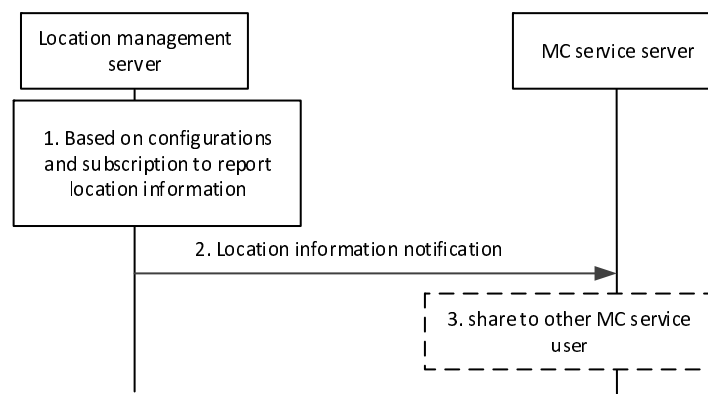 Location management
server
MC service server
1. Based on configurations
and subscription to report
location information
2. Location information notification
3. share to other MC service
user